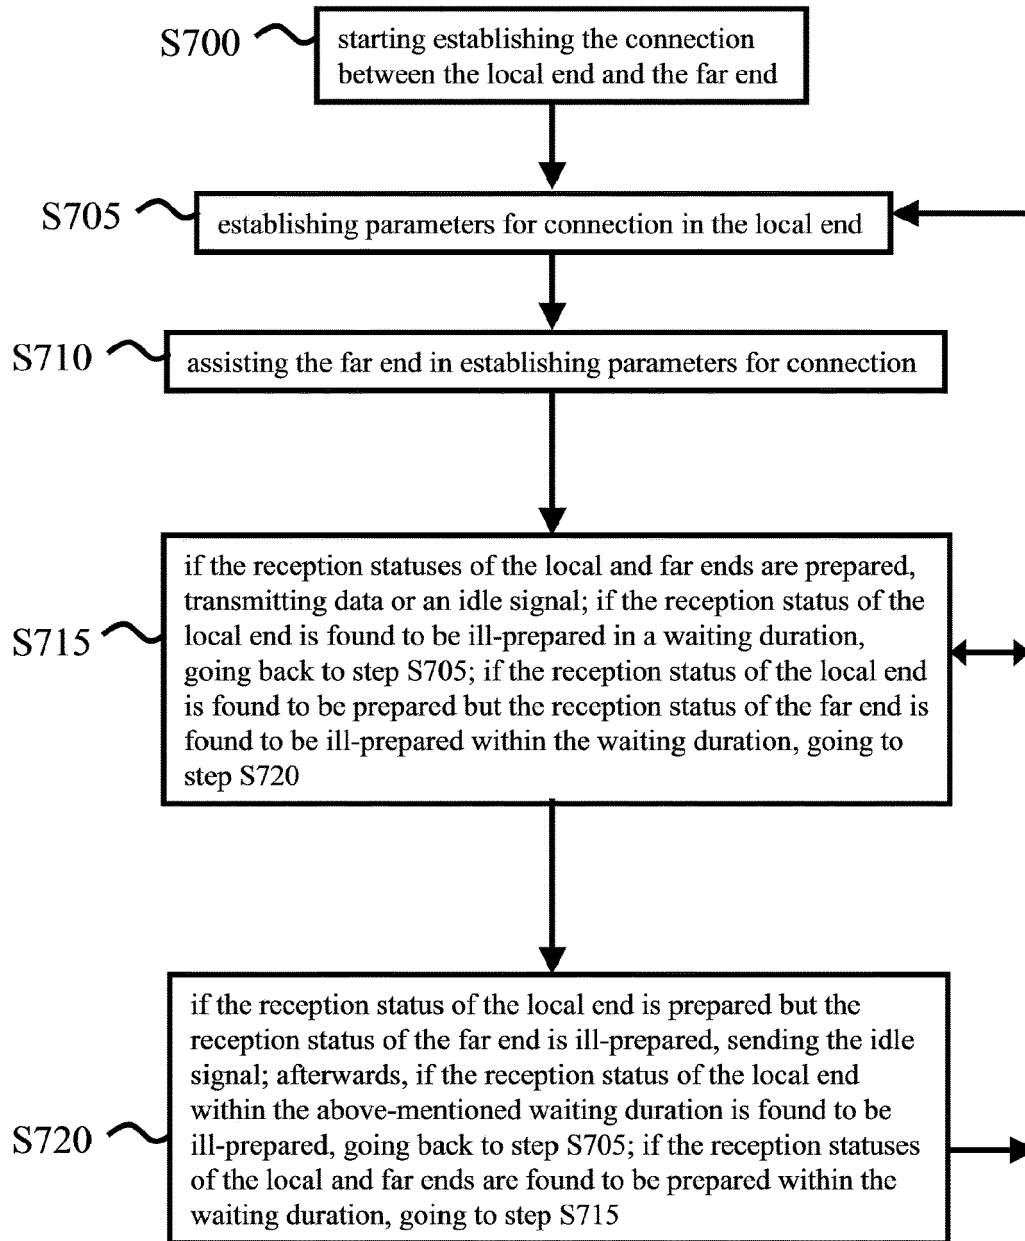 S700
starting establishing the connection
between the local end and the far end
S705
establishing parameters for connection in the local end
S710
assisting the far end in establishing parameters for connection
S715
if the reception statuses of the local and far ends are prepared,
transmitting data or an idle signal; if the reception status of the
local end is found to be ill-prepared in a waiting duration,
going back to step S705; if the reception status of the local end
is found to be prepared but the reception status of the far end is
found to be ill-prepared within the waiting duration, going to
step S720
S720
if the reception status of the local end is prepared but the
reception status of the far end is ill-prepared, sending the idle
signal; afterwards, if the reception status of the local end
within the above-mentioned waiting duration is found to be
ill-prepared, going back to step S705; if the reception statuses
of the local and far ends are found to be prepared within the
waiting duration, going to step S715